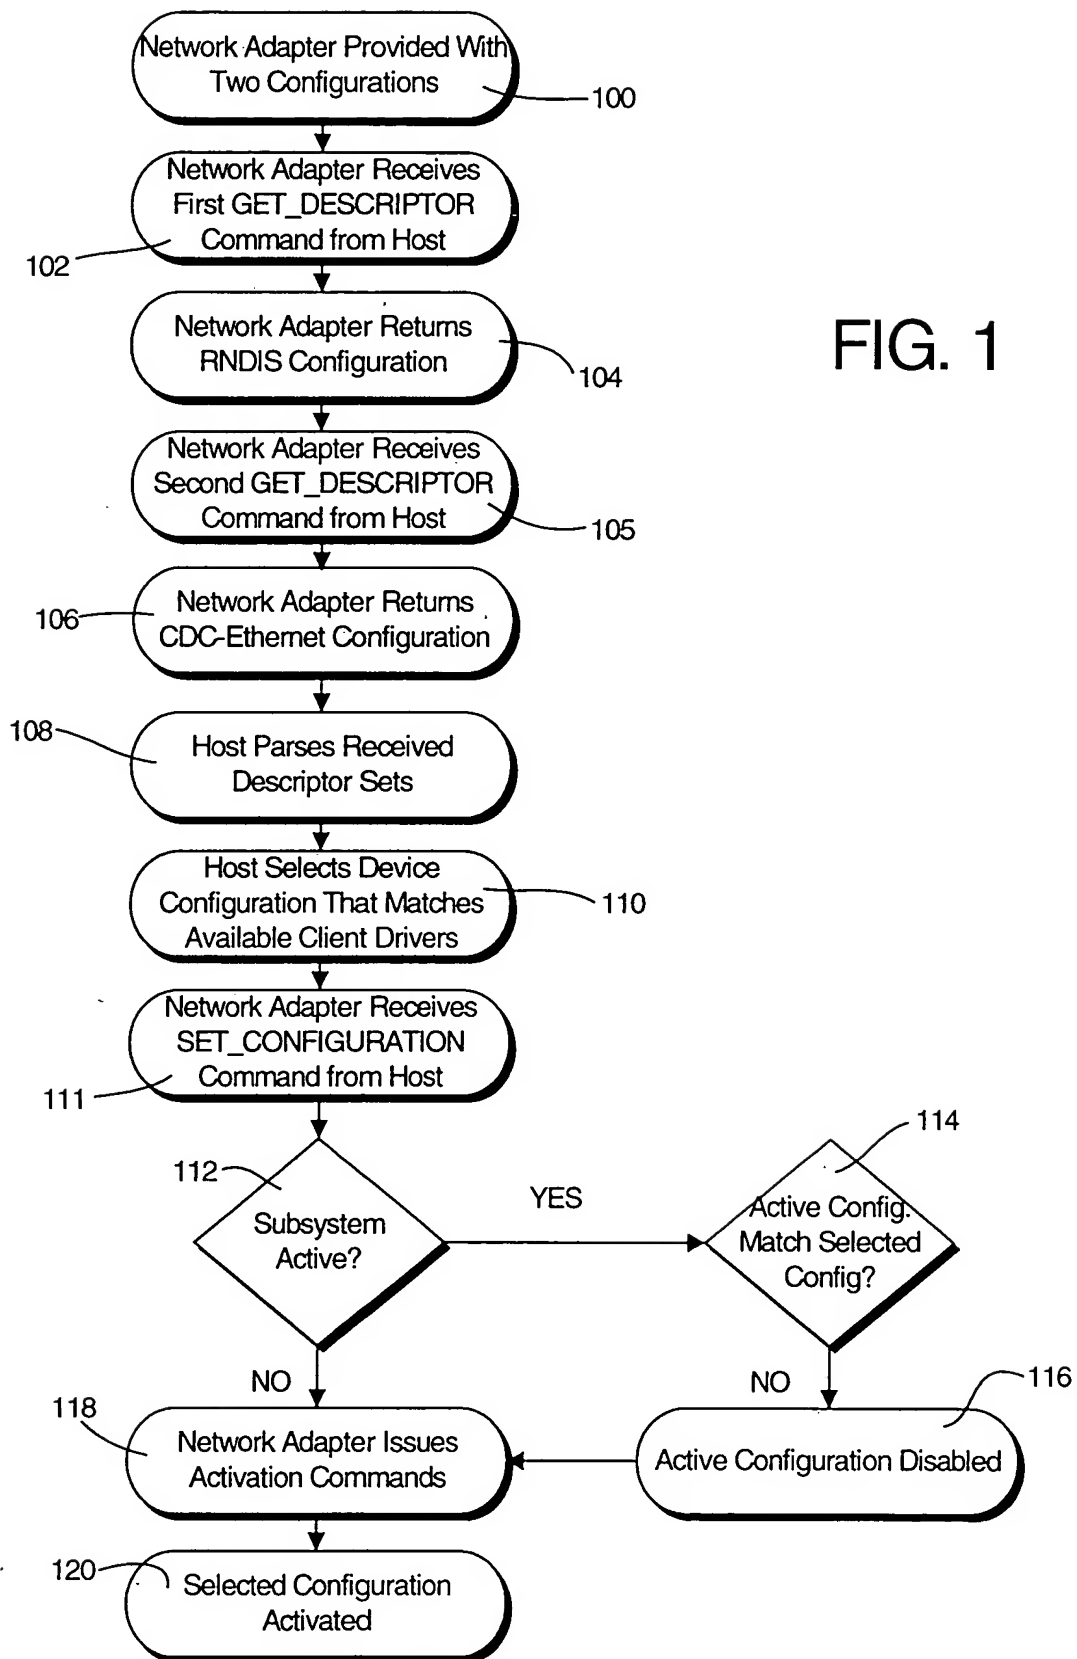 Network Adapter Provided With
Two Configurations
100
Network Adapter Receives
First GET_DESCRIPTOR
Command from Host
102
Network Adapter Returns
RNDIS Configuration
104
FIG. 1
Network Adapter Receives
Second GET_DESCRIPTOR
Command from Host
105
Network Adapter Returns
CDC-Ethernet Configuration
106
108
Host Parses Received
Descriptor Sets
Host Selects Device
Configuration That Matches
Available Client Drivers
110
Network Adapter Receives
SET_CONFIGURATION
Command from Host
111
112
Subsystem
Active?
YES
114
Active Config.
Match Selected
Config?
NO
NO
116
118
Network Adapter Issues
Activation Commands
Active Configuration Disabled
120
Selected Configuration
Activated